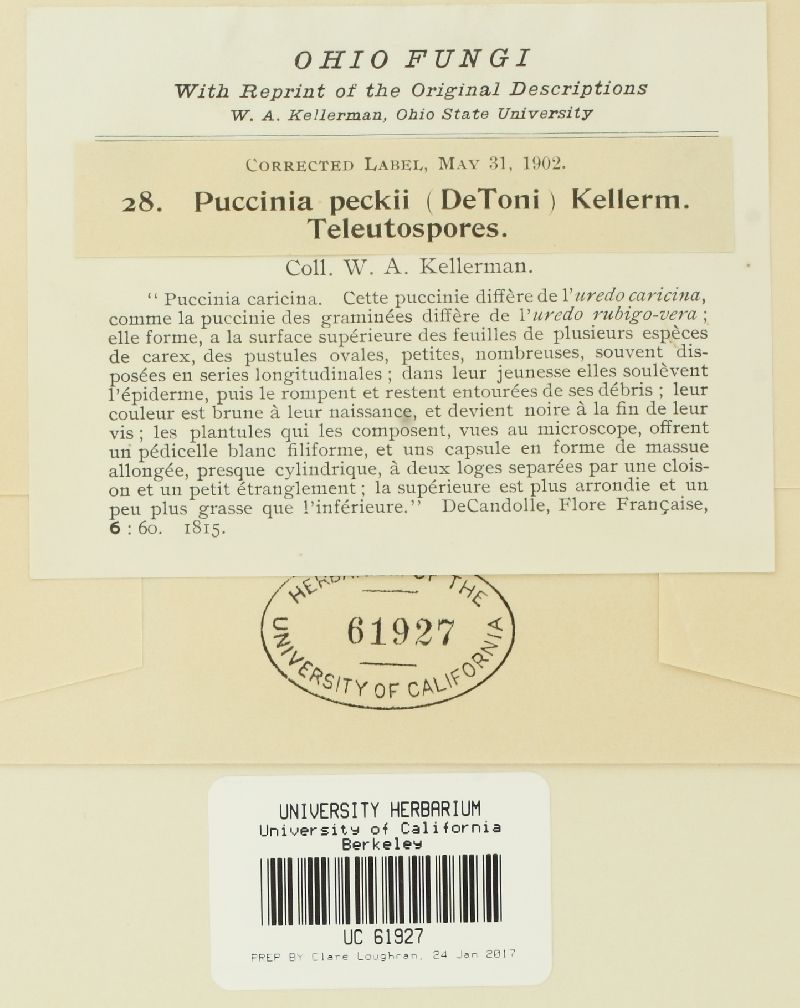 OHIO FUNGI
With Reprint of the Original Descriptions
W. A. Kellerman, Ohio State University
Corrected Label, May 31, 1902.
28. Puccinia peckii (DeToni) Kellerm.
Teleutospores.
Coll. W. A. Kellerman.
“ Puccinia caricina. Cette puccinie diffère de l'uredo caricina,
comme la puccinie des graminées diffère de l'uredo rubigo-vera ;
elle forme, a la surface supérieure des feuilles de plusieurs espèces
de carex, des pustules ovales, petites, nombreuses, souvent dis-
posées en series longitudinales ; dans leur jeunesse elles soulèvent
l'épiderme, puis le rompent et restent entourées de ses débris ; leur
couleur est brune à leur naissance, et devient noire à la fin de leur
vis ; les plantules qui les composent, vues au microscope, offrent
un pédicelle blanc filiforme, et uns capsule en forme de massue
allongée, presque cylindrique, à deux loges separées par une clois-
on et un petit étranglement ; la supérieure est plus arrondie et un
peu plus grasse que l'inférieure.” DeCandolle, Flore Française,
6 : 60. 1815.
HERBARIUM OF THE
61927
UNIVERSITY OF CALIFORNIA
UNIVERSITY HERBARIUM
University of California
Berkeley
UC 61927
PREP BY Clare Loughran, 24 Jan 2017